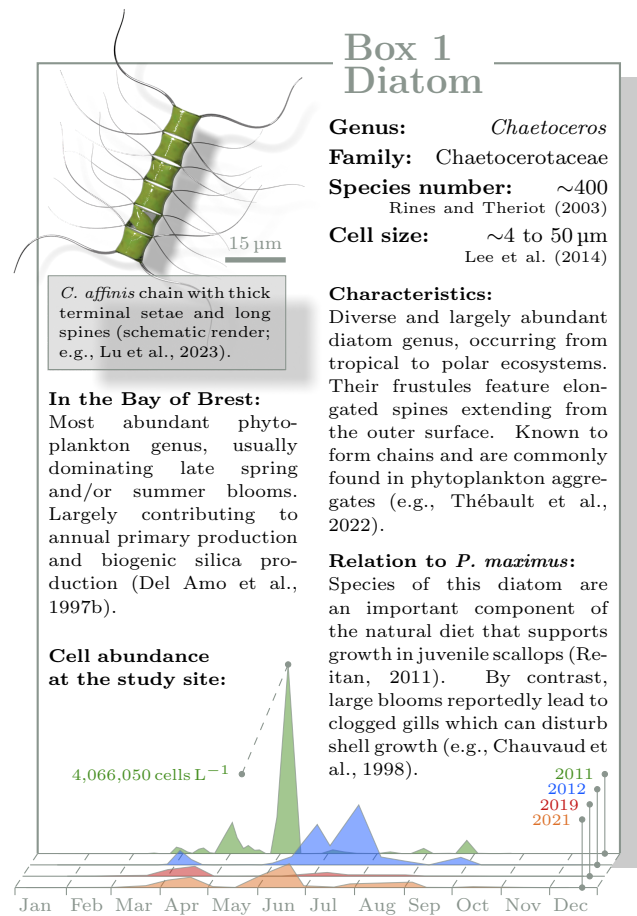 Box 1
Diatom
15 µm
C. affinis chain with thick
terminal setae and long
spines (schematic render;
e.g., Lu et al., 2023).
In the Bay of Brest:
Most abundant phyto-
plankton genus, usually
dominating late spring
and/or summer blooms.
Largely contributing to
annual primary production
and biogenic silica pro-
duction (Del Amo et al.,
1997b).
Cell abundance
at the study site:
4,066,050 cells L⁻¹
Genus: Chaetoceros
Family: Chaetocerotaceae
Species number: ~400
Rines and Theriot (2003)
Cell size: ~4 to 50 µm
Lee et al. (2014)
Characteristics:
Diverse and largely abundant
diatom genus, occurring from
tropical to polar ecosystems.
Their frustules feature elon-
gated spines extending from
the outer surface. Known to
form chains and are commonly
found in phytoplankton aggre-
gates (e.g., Thébault et al.,
2022).
Relation to P. maximus:
Species of this diatom are
an important component of
the natural diet that supports
growth in juvenile scallops (Re-
itan, 2011). By contrast,
large blooms reportedly lead to
clogged gills which can disturb
shell growth (e.g., Chauvaud et
al., 1998).
2011
2012
2019
2021
Jan Feb Mar Apr May Jun Jul Aug Sep Oct Nov Dec